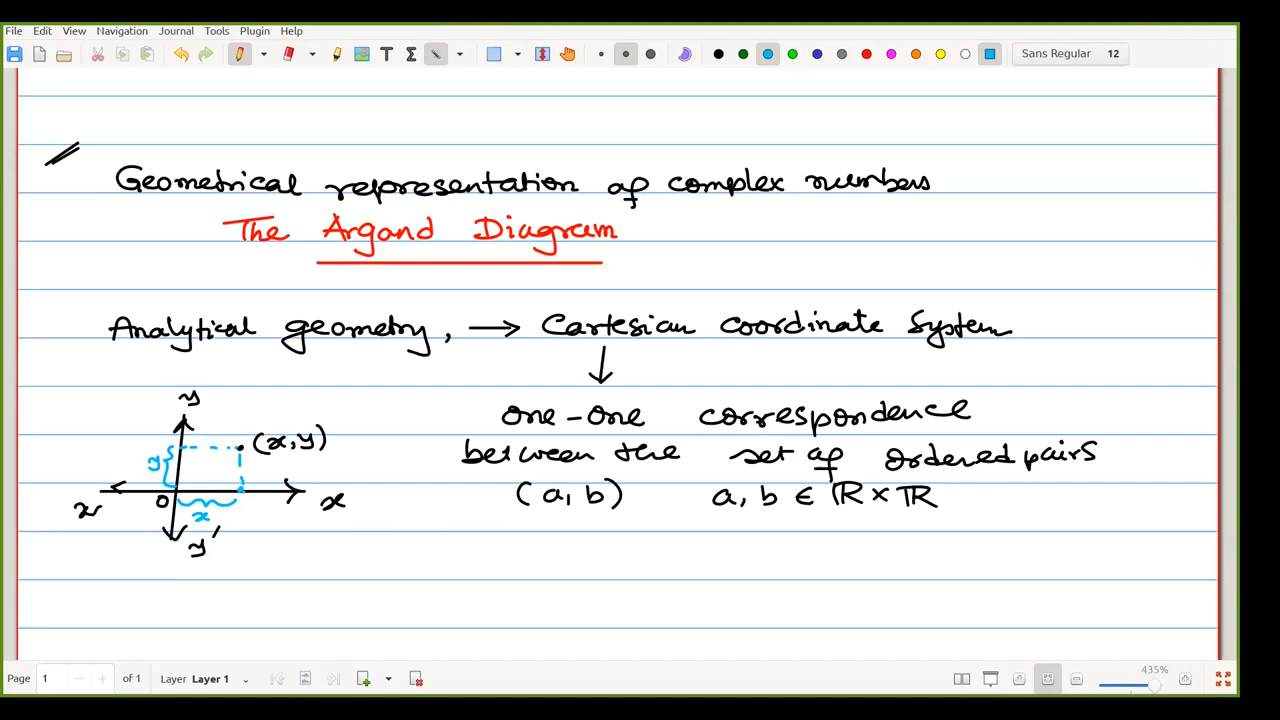 File Edit View Navigation Journal Tools Plugin Help
Sans Regular 12
Geometrical representation of complex numbers
The Argand Diagram
Analytical geometry, → Cartesian coordinate system
↓
one-one correspondence
between the set of ordered pairs
(a, b) a, b ∈ ℝ × ℝ
y
(x, y)
y
x' O x
x
y'
Page 1 of 1 Layer Layer 1 435%